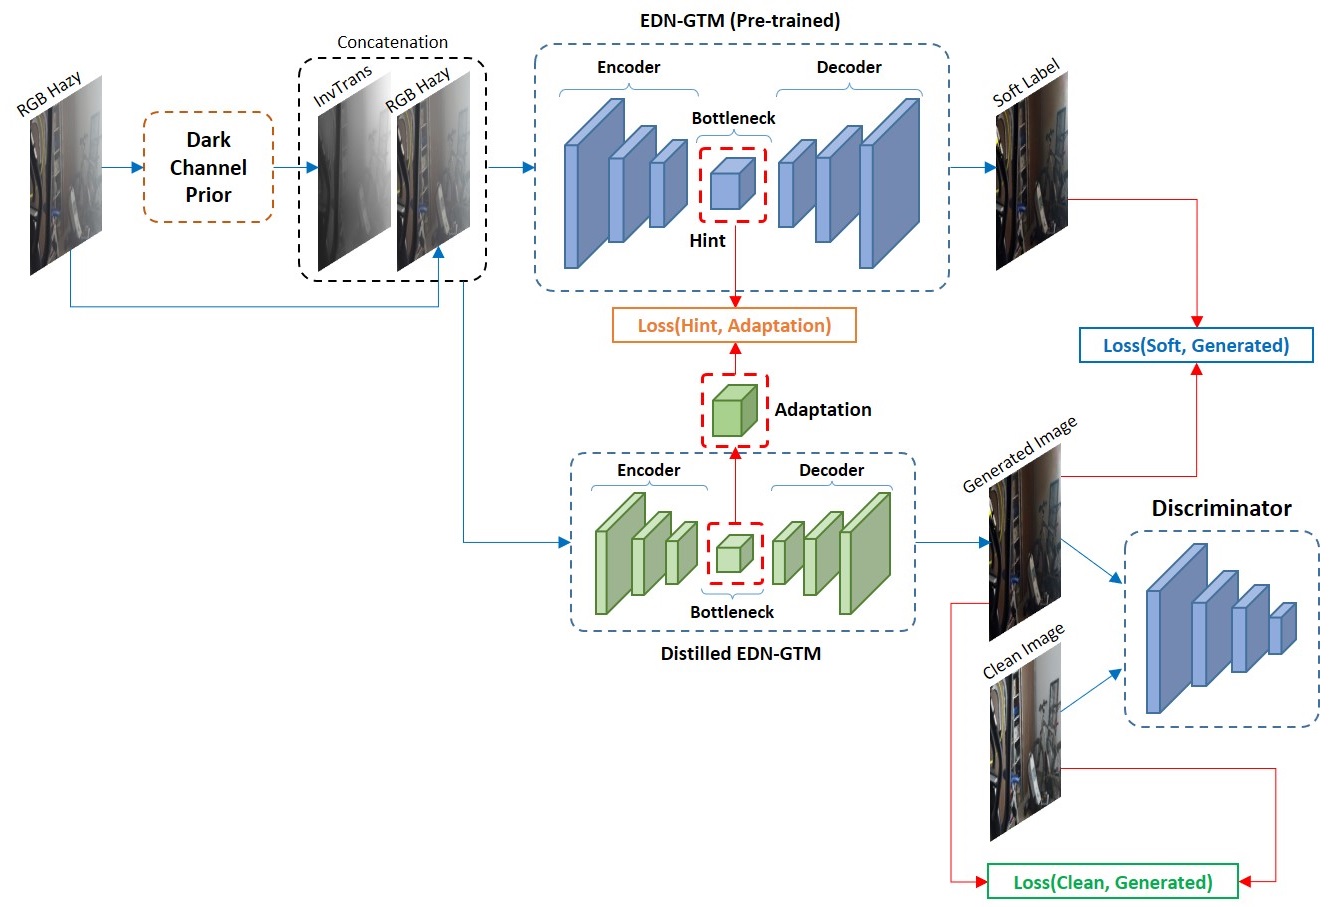 EDN-GTM (Pre-trained)
Concatenation
RGB Hazy
InvTrans
RGB Hazy
Encoder
Decoder
Soft Label
Bottleneck
Dark
Channel
Prior
Hint
Loss(Hint, Adaptation)
Loss(Soft, Generated)
Adaptation
Encoder
Decoder
Generated Image
Discriminator
Bottleneck
Distilled EDN-GTM
Clean Image
Loss(Clean, Generated)